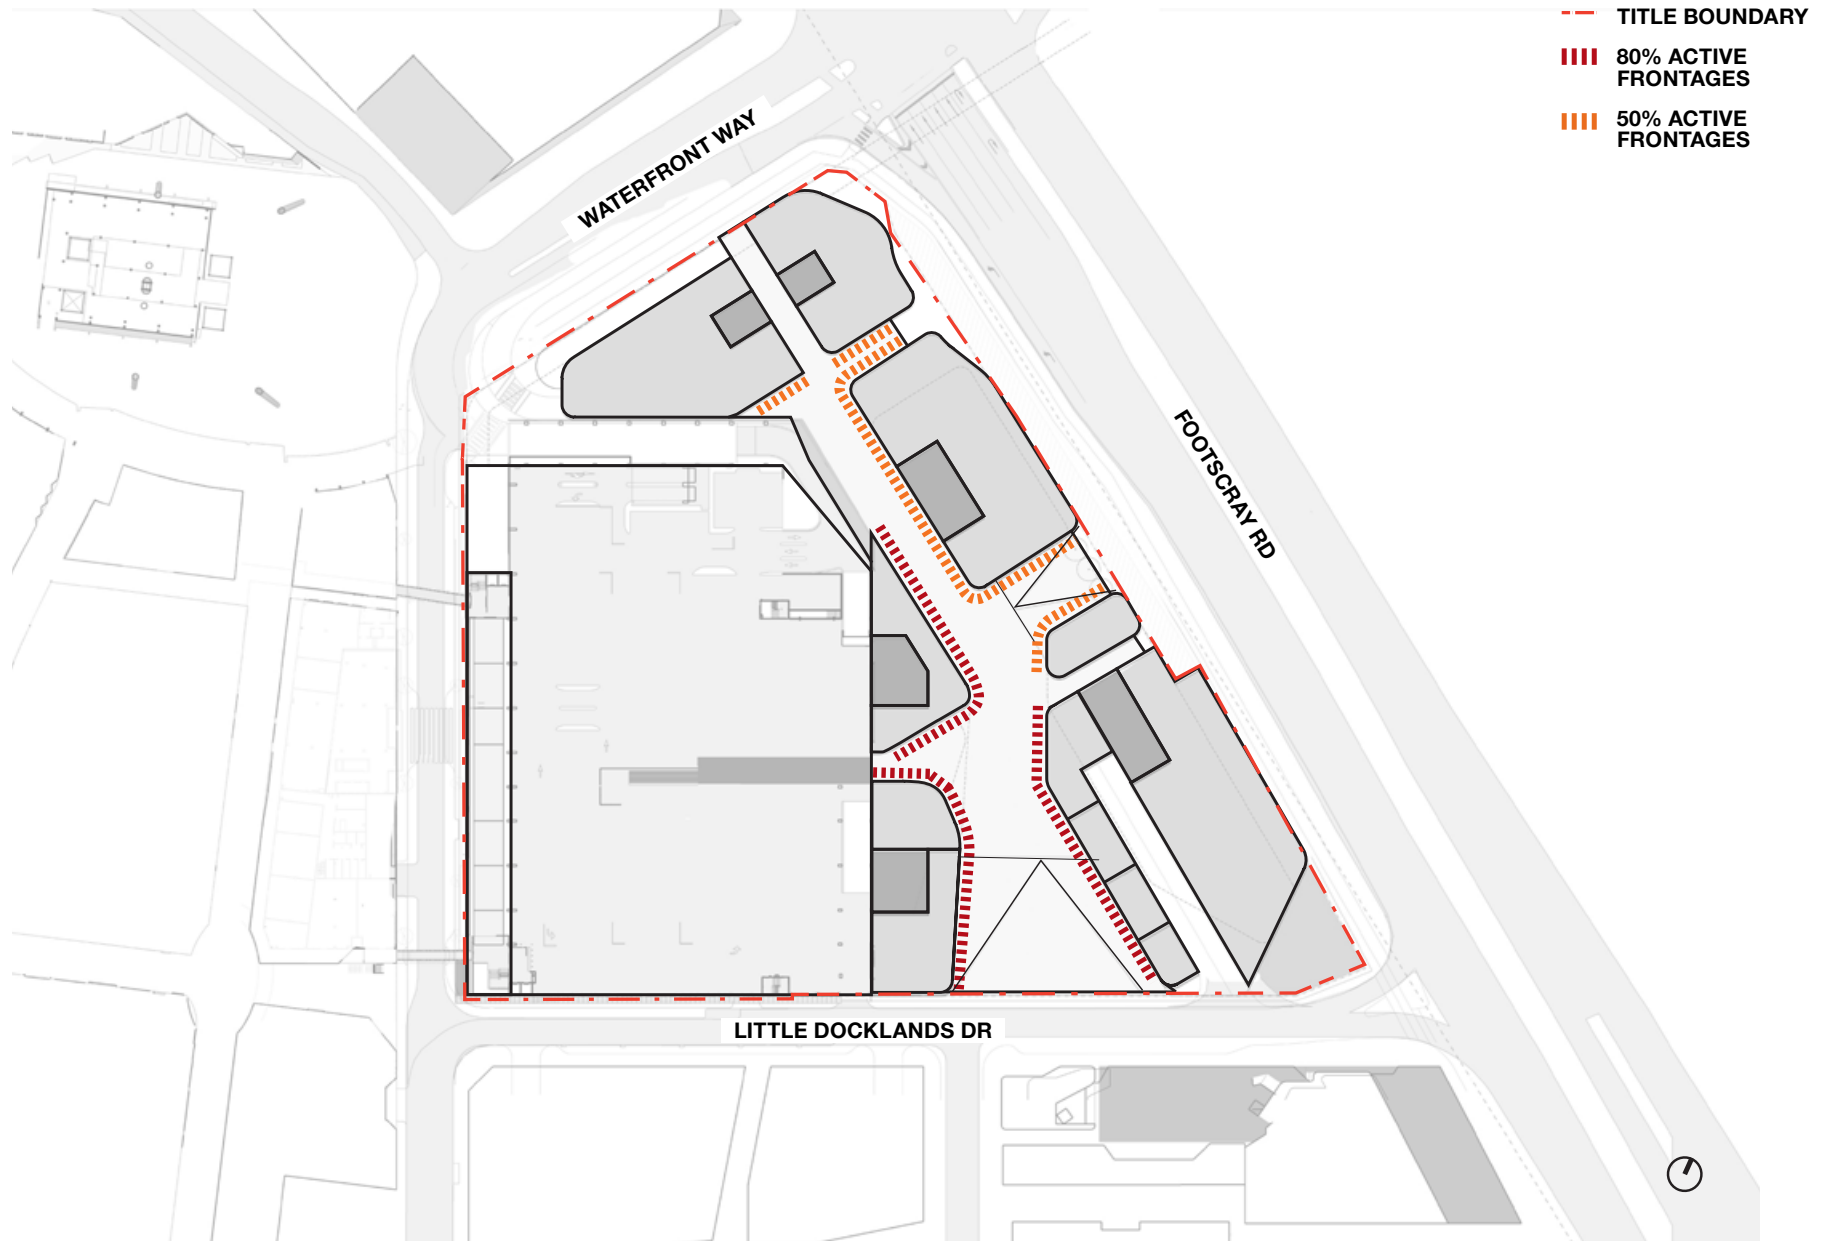 TITLE BOUNDARY
80% ACTIVE
FRONTAGES
50% ACTIVE
FRONTAGES
WATERFRONT WAY
FOOTSCRAY RD
LITTLE DOCKLANDS DR